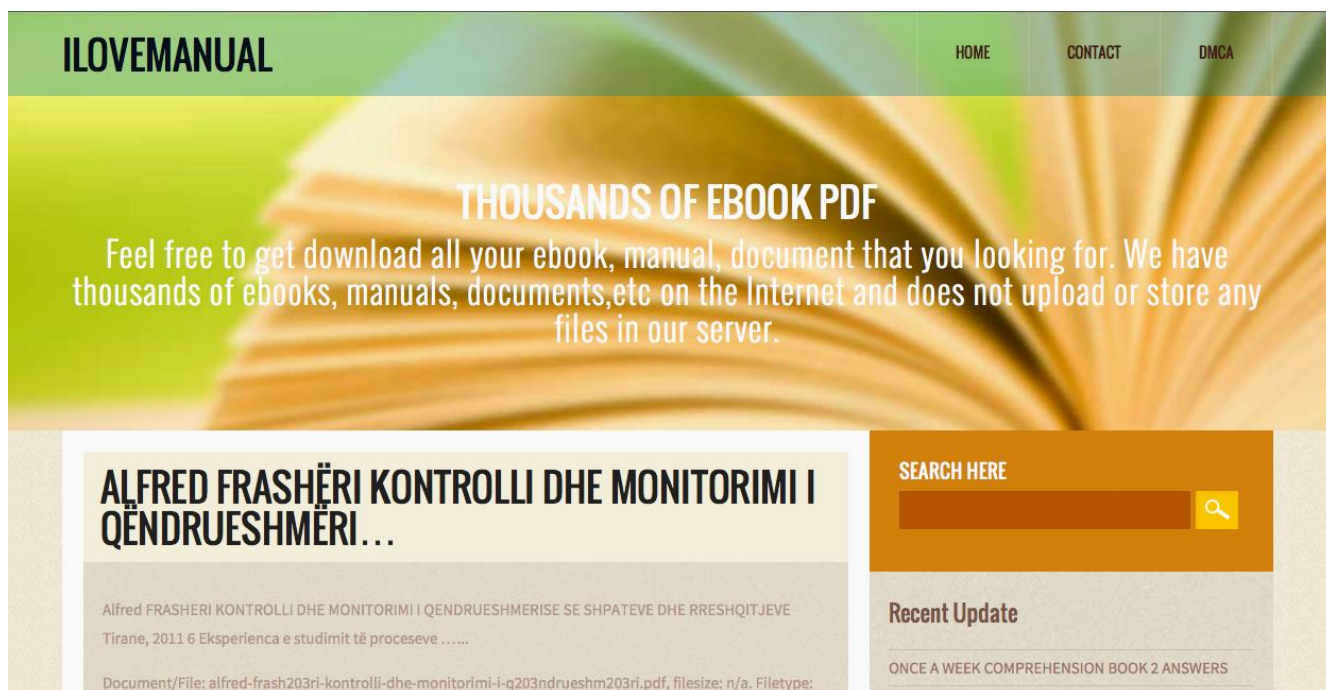 ILOVEMANUAL
HOME CONTACT DMCA
THOUSANDS OF EBOOK PDF
Feel free to get download all your ebook, manual, document that you looking for. We have
thousands of ebooks, manuals, documents,etc on the Internet and does not upload or store any
files in our server.
ALFRED FRASHËRI KONTROLLI DHE MONITORIMI I
QËNDRUESHMËRI...
Alfred FRASHERI KONTROLLI DHE MONITORIMI I QENDRUESHMERISE SE SHPATEVE DHE RRESHQITJEVE
Tirane, 2011 6 Eksperienca e studimit të proceseve ......
Document/File: alfred-frash203ri-kontrolli-dhe-monitorimi-i-q203ndrueshm203ri.pdf, filesize: n/a. Filetype:
SEARCH HERE
Recent Update
ONCE A WEEK COMPREHENSION BOOK 2 ANSWERS